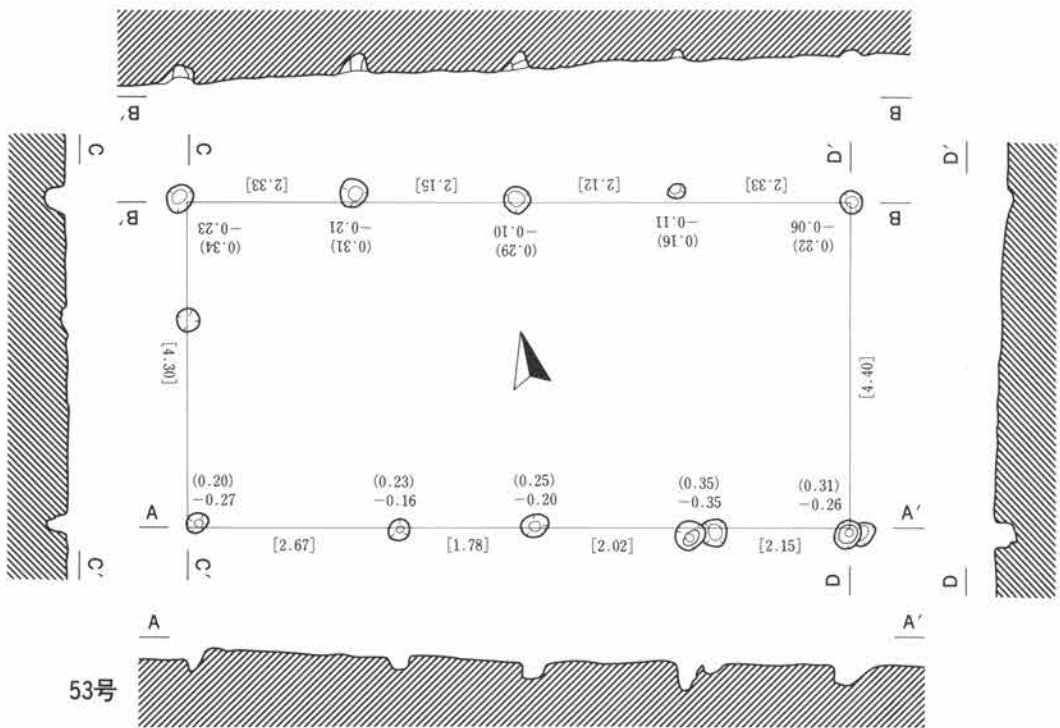 B' B
C C D' D'
B' [2.33] [2.15] [2.12] [2.33] B
-0.23 -0.21 -0.10 -0.11 -0.06
(0.34) (0.31) (0.29) (0.16) (0.22)
[4.30] [4.40]
(0.20) (0.23) (0.25) (0.35) (0.31)
-0.27 -0.16 -0.20 -0.35 -0.26
A A'
[2.67] [1.78] [2.02] [2.15]
C' C' D D
A A'
53号